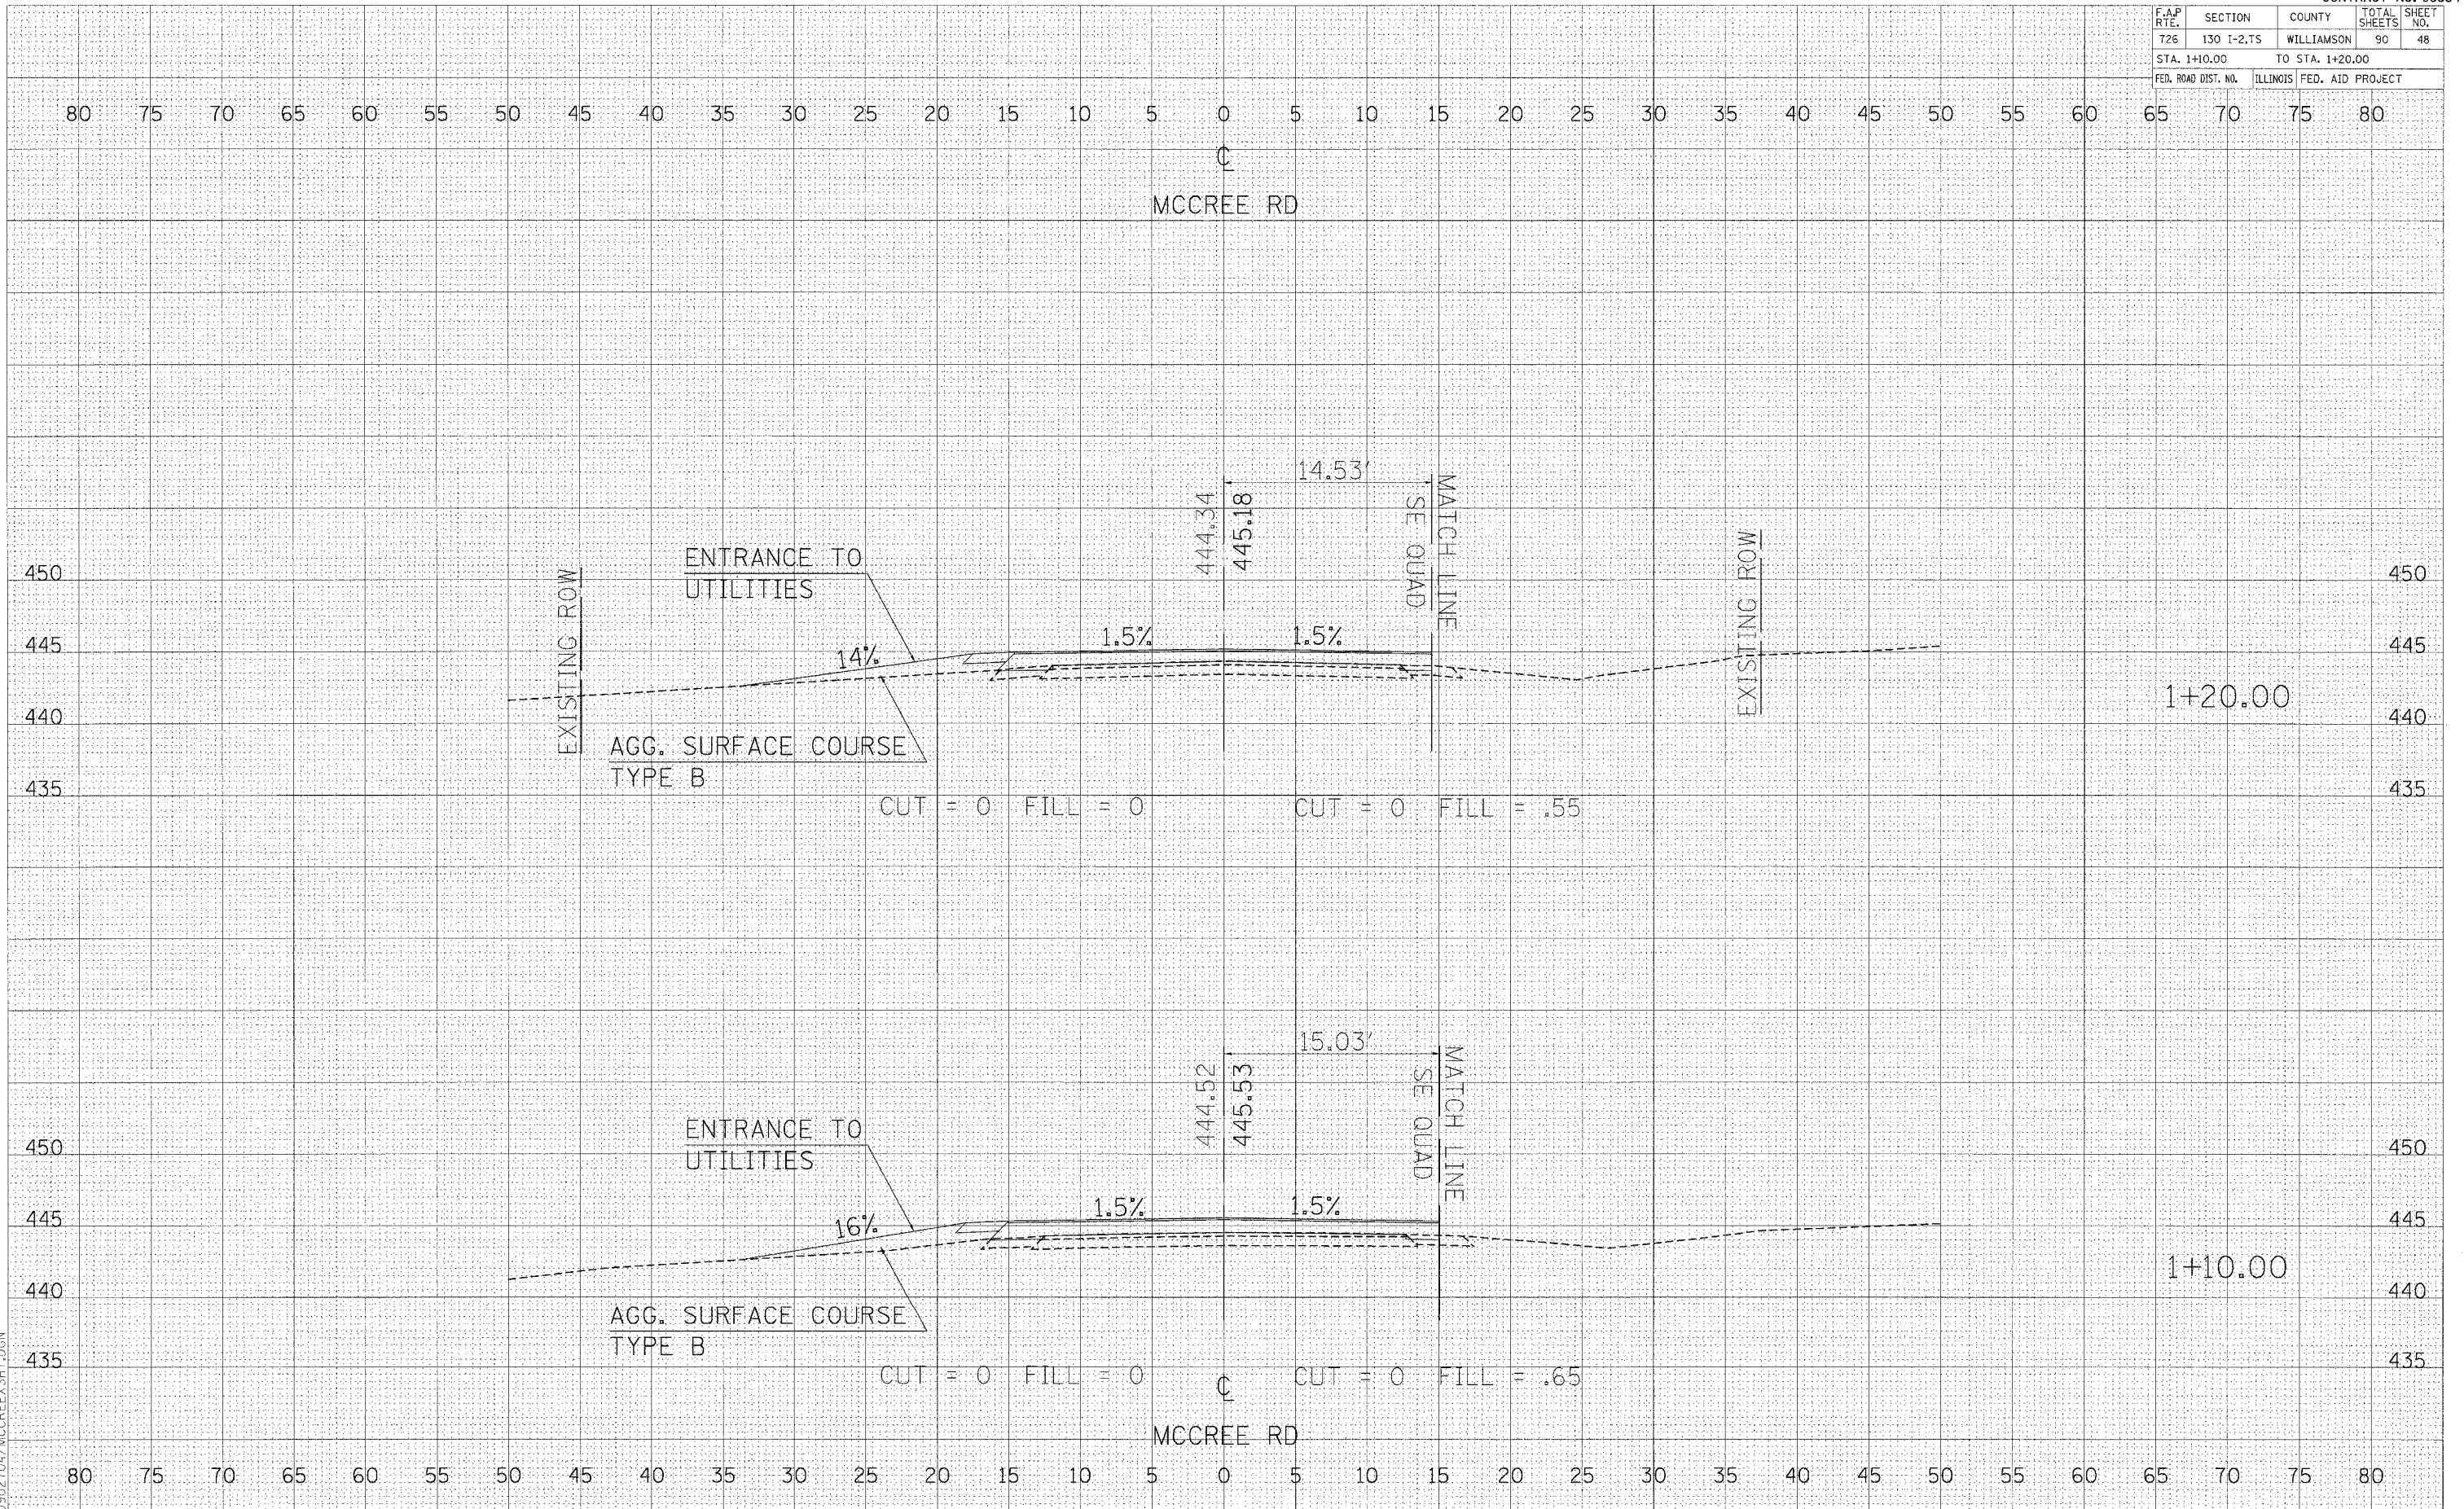 F.A.P RTE. SECTION COUNTY TOTAL SHEETS SHEET NO.
726 130 I-2,TS WILLIAMSON 90 48
STA. 1+10.00 TO STA. 1+20.00
FED. ROAD DIST. NO. ILLINOIS FED. AID PROJECT
80 75 70 65 60 55 50 45 40 35 30 25 20 15 10 5 0 5 10 15 20 25 30 35 40 45 50 55 60 65 70 75 80
℄
MCCREE RD
14.53'
444.34
445.18
MATCH LINE
SE QUAD
ENTRANCE TO
UTILITIES
EXISTING ROW
EXISTING ROW
450 450
1.5% 1.5%
445 445
14%
1+20.00
440 440
AGG. SURFACE COURSE
TYPE B
435 435
CUT = 0 FILL = 0 CUT = 0 FILL = .55
15.03'
444.52
445.53
MATCH LINE
SE QUAD
ENTRANCE TO
UTILITIES
450 450
1.5% 1.5%
445 445
16%
1+10.00
440 440
AGG. SURFACE COURSE
TYPE B
435 435
CUT = 0 FILL = 0 CUT = 0 FILL = .65
℄
MCCREE RD
80 75 70 65 60 55 50 45 40 35 30 25 20 15 10 5 0 5 10 15 20 25 30 35 40 45 50 55 60 65 70 75 80